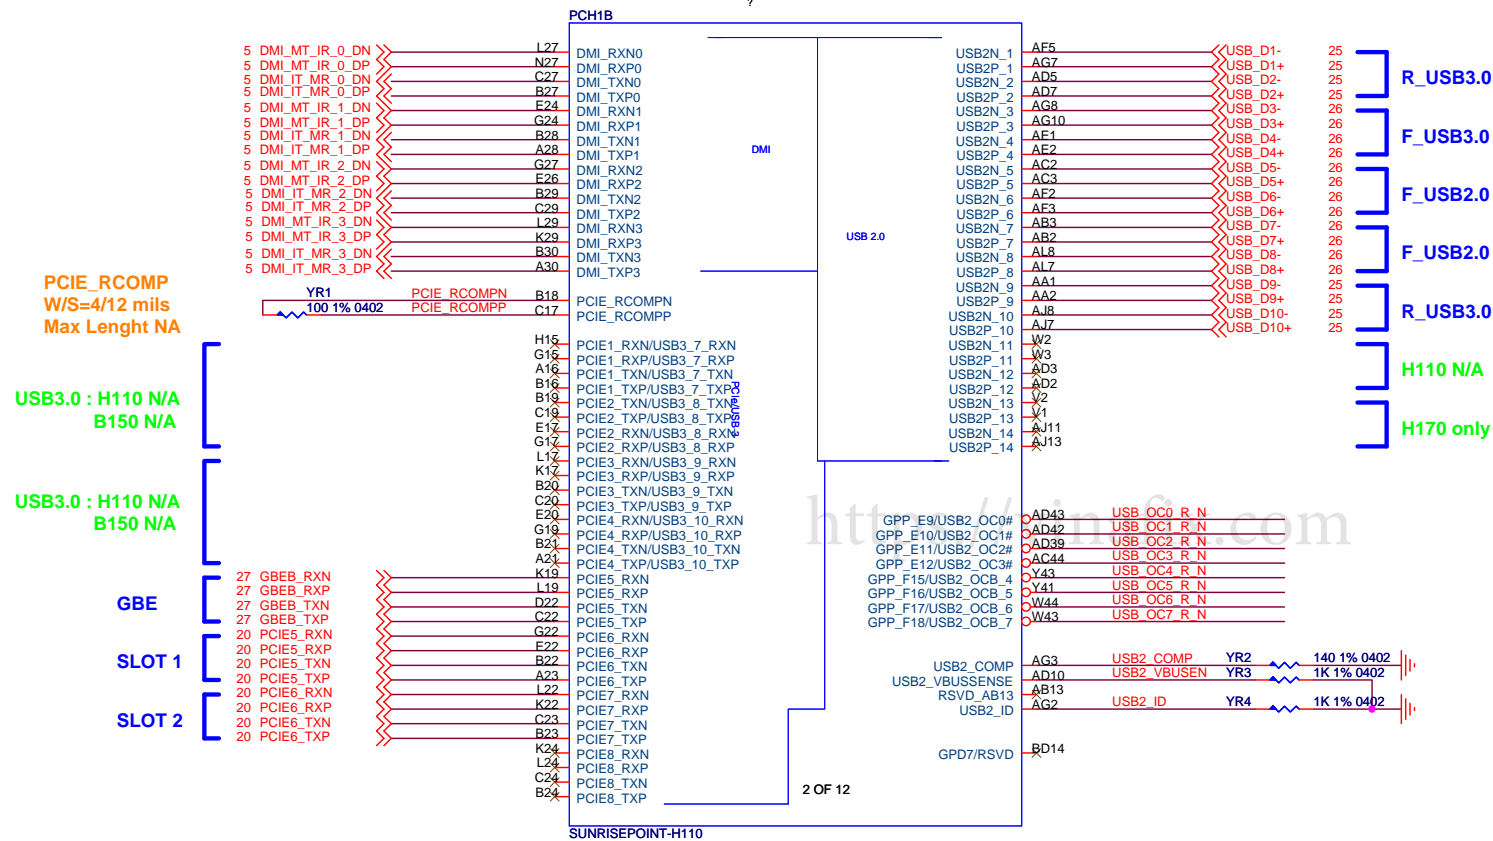 ?
PCH1B
5 DMI_MT_IR_0_DN L27 DMI_RXN0
5 DMI_MT_IR_0_DP N27 DMI_RXP0
5 DMI_IT_MR_0_DN C27 DMI_TXN0
5 DMI_IT_MR_0_DP B27 DMI_TXP0
5 DMI_MT_IR_1_DN E24 DMI_RXN1
5 DMI_MT_IR_1_DP G24 DMI_RXP1
5 DMI_IT_MR_1_DN B28 DMI_TXN1
5 DMI_IT_MR_1_DP A28 DMI_TXP1
5 DMI_MT_IR_2_DN G27 DMI_RXN2
5 DMI_MT_IR_2_DP E26 DMI_RXP2
5 DMI_IT_MR_2_DN B29 DMI_TXN2
5 DMI_IT_MR_2_DP C29 DMI_TXP2
5 DMI_MT_IR_3_DN L29 DMI_RXN3
5 DMI_MT_IR_3_DP K29 DMI_RXP3
5 DMI_IT_MR_3_DN B30 DMI_TXN3
5 DMI_IT_MR_3_DP A30 DMI_TXP3
PCIE_RCOMP
W/S=4/12 mils
Max Lenght NA
YR1 PCIE_RCOMPN B18 PCIE_RCOMPN
100 1% 0402 PCIE_RCOMPP C17 PCIE_RCOMPP
H15 PCIE1_RXN/USB3_7_RXN
G15 PCIE1_RXP/USB3_7_RXP
A16 PCIE1_TXN/USB3_7_TXN
B16 PCIE1_TXP/USB3_7_TXP
B19 PCIE2_TXN/USB3_8_TXN
C19 PCIE2_TXP/USB3_8_TXP
E17 PCIE2_RXN/USB3_8_RXN
G17 PCIE2_RXP/USB3_8_RXP
USB3.0 : H110 N/A
B150 N/A
L17 PCIE3_RXN/USB3_9_RXN
K17 PCIE3_RXP/USB3_9_RXP
B20 PCIE3_TXN/USB3_9_TXN
C20 PCIE3_TXP/USB3_9_TXP
E20 PCIE4_RXN/USB3_10_RXN
G19 PCIE4_RXP/USB3_10_RXP
B21 PCIE4_TXN/USB3_10_TXN
A21 PCIE4_TXP/USB3_10_TXP
USB3.0 : H110 N/A
B150 N/A
27 GBEB_RXN K19 PCIE5_RXN
27 GBEB_RXP L19 PCIE5_RXP
27 GBEB_TXN D22 PCIE5_TXN
27 GBEB_TXP C22 PCIE5_TXP
GBE
20 PCIE5_RXN G22 PCIE6_RXN
20 PCIE5_RXP E22 PCIE6_RXP
20 PCIE5_TXN B22 PCIE6_TXN
20 PCIE5_TXP A23 PCIE6_TXP
SLOT 1
20 PCIE6_RXN L22 PCIE7_RXN
20 PCIE6_RXP K22 PCIE7_RXP
20 PCIE6_TXN C23 PCIE7_TXN
20 PCIE6_TXP B23 PCIE7_TXP
SLOT 2
K24 PCIE8_RXN
L24 PCIE8_RXP
C24 PCIE8_TXN
B24 PCIE8_TXP
DMI
USB 2.0
PCIe/USB 3
2 OF 12
SUNRISEPOINT-H110
USB2N_1 AF5 USB_D1- 25
USB2P_1 AG7 USB_D1+ 25
USB2N_2 AD5 USB_D2- 25
USB2P_2 AD7 USB_D2+ 25
R_USB3.0
USB2N_3 AG8 USB_D3- 26
USB2P_3 AG10 USB_D3+ 26
USB2N_4 AE1 USB_D4- 26
USB2P_4 AE2 USB_D4+ 26
F_USB3.0
USB2N_5 AC2 USB_D5- 26
USB2P_5 AC3 USB_D5+ 26
USB2N_6 AF2 USB_D6- 26
USB2P_6 AF3 USB_D6+ 26
F_USB2.0
USB2N_7 AB3 USB_D7- 26
USB2P_7 AB2 USB_D7+ 26
USB2N_8 AL8 USB_D8- 26
USB2P_8 AL7 USB_D8+ 26
F_USB2.0
USB2N_9 AA1 USB_D9- 25
USB2P_9 AA2 USB_D9+ 25
USB2N_10 AJ8 USB_D10- 25
USB2P_10 AJ7 USB_D10+ 25
R_USB3.0
USB2N_11 W2
USB2P_11 W3
USB2N_12 AD3
USB2P_12 AD2
H110 N/A
USB2N_13 V2
USB2P_13 V1
USB2N_14 AJ11
USB2P_14 AJ13
H170 only
GPP_E9/USB2_OC0# AD43 USB_OC0_R_N
GPP_E10/USB2_OC1# AD42 USB_OC1_R_N
GPP_E11/USB2_OC2# AD39 USB_OC2_R_N
GPP_E12/USB2_OC3# AC44 USB_OC3_R_N
GPP_F15/USB2_OCB_4 Y43 USB_OC4_R_N
GPP_F16/USB2_OCB_5 Y41 USB_OC5_R_N
GPP_F17/USB2_OCB_6 W44 USB_OC6_R_N
GPP_F18/USB2_OCB_7 W43 USB_OC7_R_N
USB2_COMP AG3 USB2_COMP YR2 140 1% 0402
USB2_VBUSSENSE AD10 USB2_VBUSEN YR3 1K 1% 0402
RSVD_AB13 AB13
USB2_ID AG2 USB2_ID YR4 1K 1% 0402
GPD7/RSVD BD14
https://vinafix.com